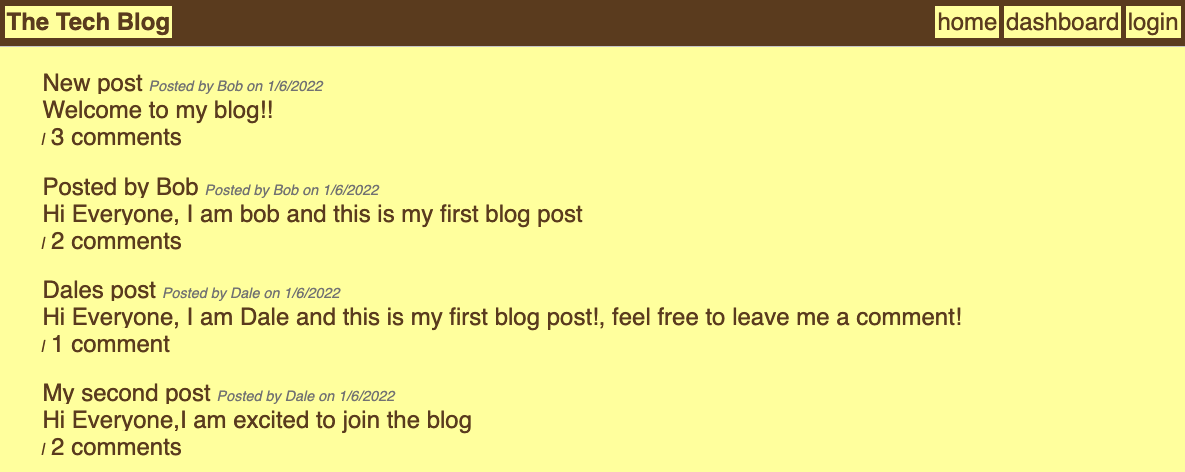 The Tech Blog home dashboard login
New post Posted by Bob on 1/6/2022
Welcome to my blog!!
/ 3 comments
Posted by Bob Posted by Bob on 1/6/2022
Hi Everyone, I am bob and this is my first blog post
/ 2 comments
Dales post Posted by Dale on 1/6/2022
Hi Everyone, I am Dale and this is my first blog post!, feel free to leave me a comment!
/ 1 comment
My second post Posted by Dale on 1/6/2022
Hi Everyone,I am excited to join the blog
/ 2 comments